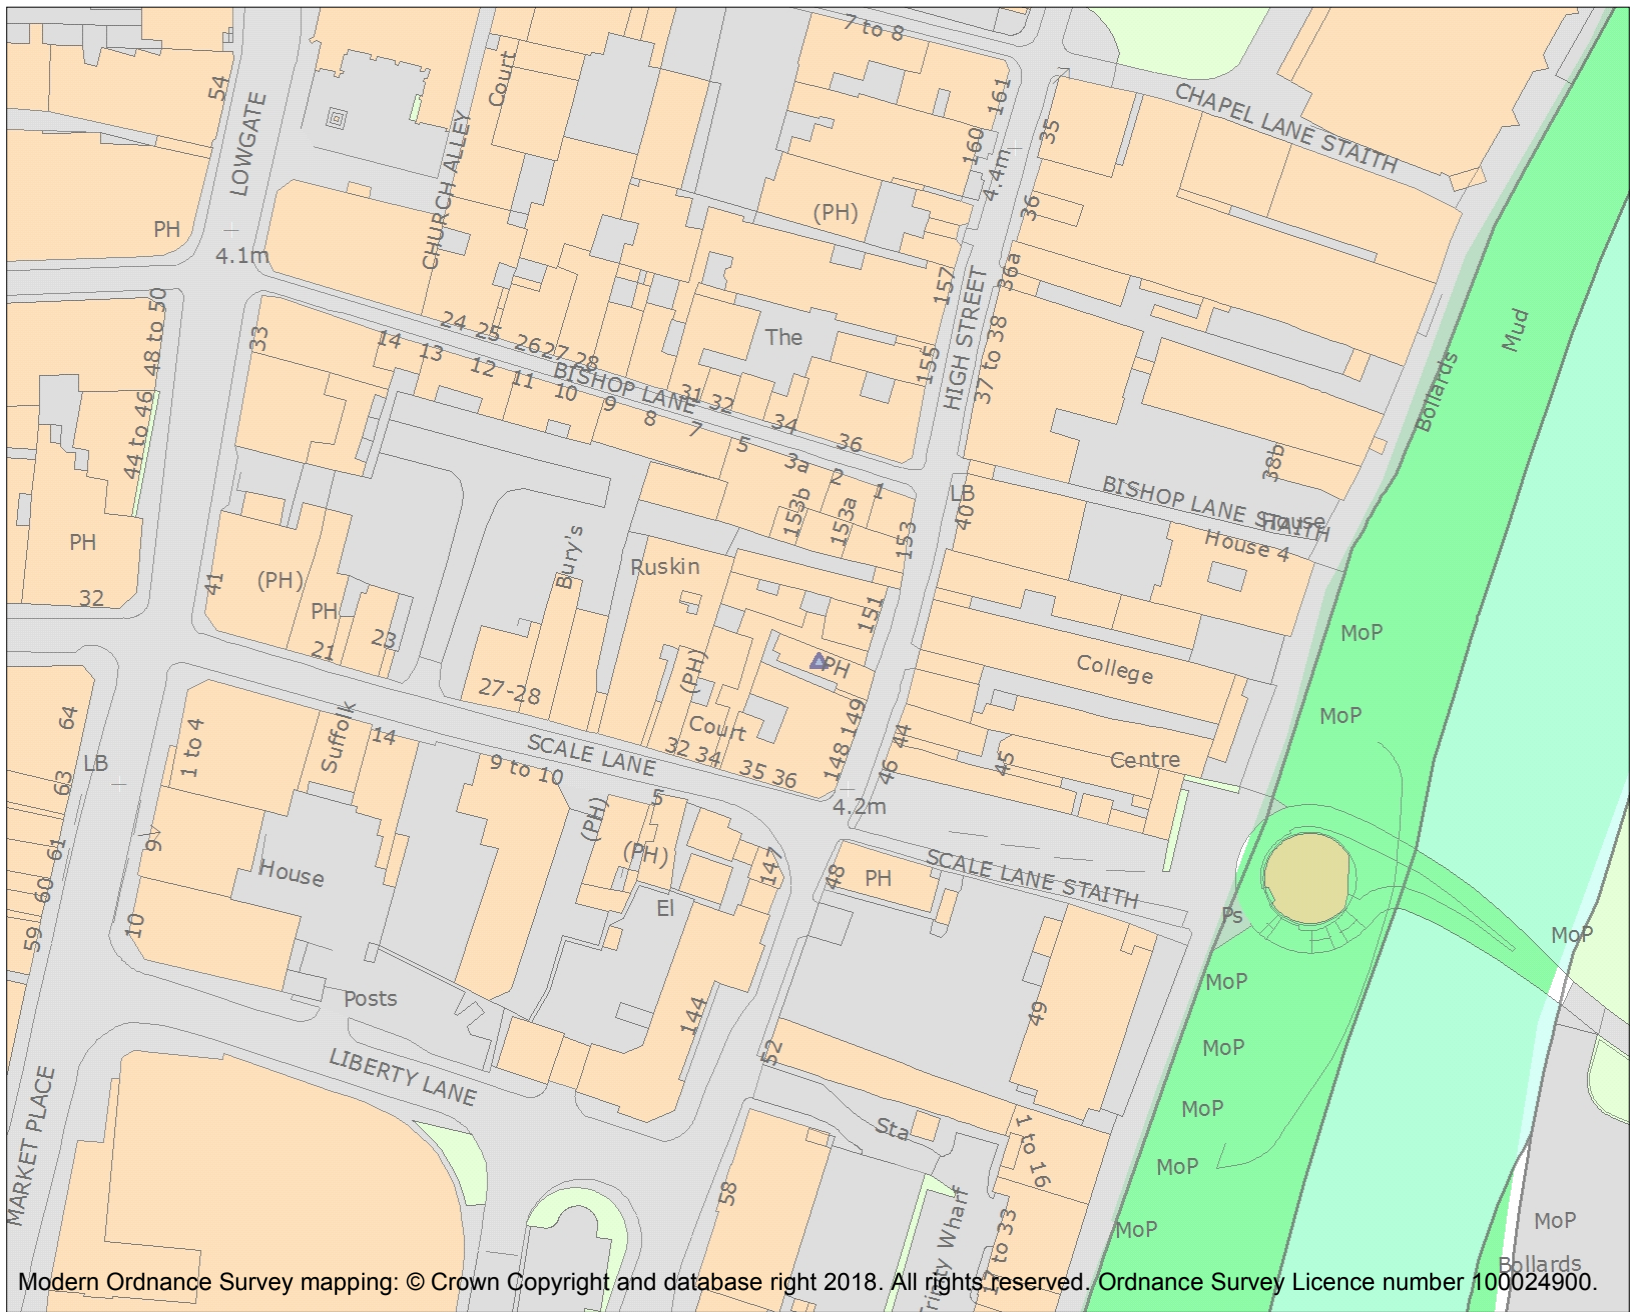 7 to 8
54
Court
LOWGATE
161
CHAPEL LANE STAITH
35
160
4.4m
CHURCH ALLEY
36
PH
(PH)
4.1m
36a
157
48 to 50
24
25
26
27
28
33
14
13
12
11
10
9
8
7
5
BISHOP LANE
31
32
34
36
The
155
HIGH STREET
37 to 38
Mud
Bollards
44 to 46
3a
2
1
38b
LB
40
BISHOP LANE STAITH
House
House 4
153b
153a
153
PH
Bury's
Ruskin
41
(PH)
PH
32
21
23
151
PH
MoP
College
27-28
(PH)
Court
MoP
64
1 to 4
Suffolk
14
SCALE LANE
32
34
35
36
148
149
44
46
45
Centre
LB
63
9 to 10
5
4.2m
(PH)
(PH)
147
48
PH
SCALE LANE STAITH
61
9
House
60
El
10
59
Ps
MoP
MoP
Posts
144
49
52
MoP
LIBERTY LANE
MARKET PLACE
Sta
MoP
1 to 16
MoP
58
Trinity Wharf
17 to 33
MoP
MoP
Bollards
Modern Ordnance Survey mapping: © Crown Copyright and database right 2018. All rights reserved. Ordnance Survey Licence number 100024900.